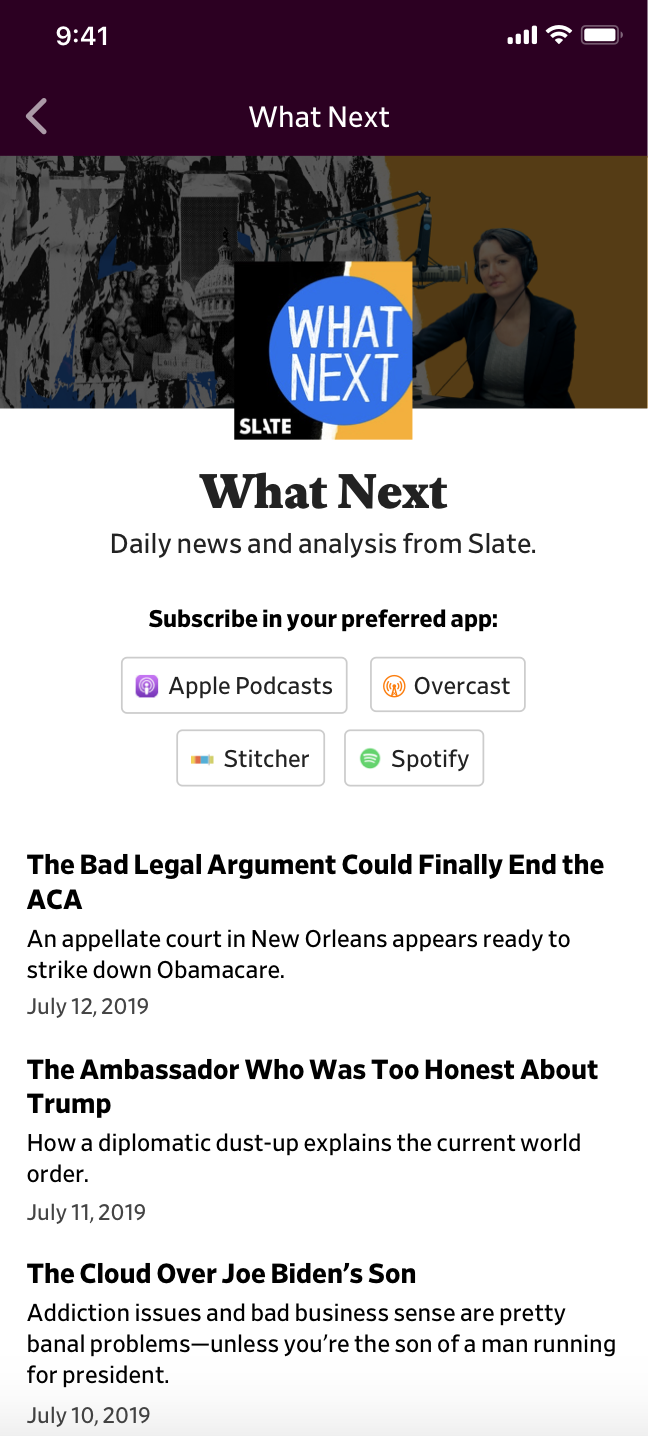 9:41
What Next
WHAT
NEXT
SLATE
What Next
Daily news and analysis from Slate.
Subscribe in your preferred app:
Apple Podcasts
Overcast
Stitcher
Spotify
The Bad Legal Argument Could Finally End the
ACA
An appellate court in New Orleans appears ready to
strike down Obamacare.
July 12, 2019
The Ambassador Who Was Too Honest About
Trump
How a diplomatic dust-up explains the current world
order.
July 11, 2019
The Cloud Over Joe Biden’s Son
Addiction issues and bad business sense are pretty
banal problems—unless you’re the son of a man running
for president.
July 10, 2019